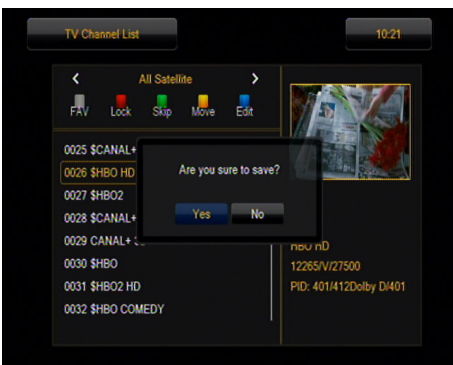 TV Channel List
10:21
All Satellite
FAV Lock Skip Move Edit
0025 $CANAL+
0026 $HBO HD
0027 $HBO2
0028 $CANAL+
0029 CANAL+
0030 $HBO
0031 $HBO2 HD
0032 $HBO COMEDY
Are you sure to save?
Yes No
HBO HD
12265/V/27500
PID: 401/412Dolby D/401